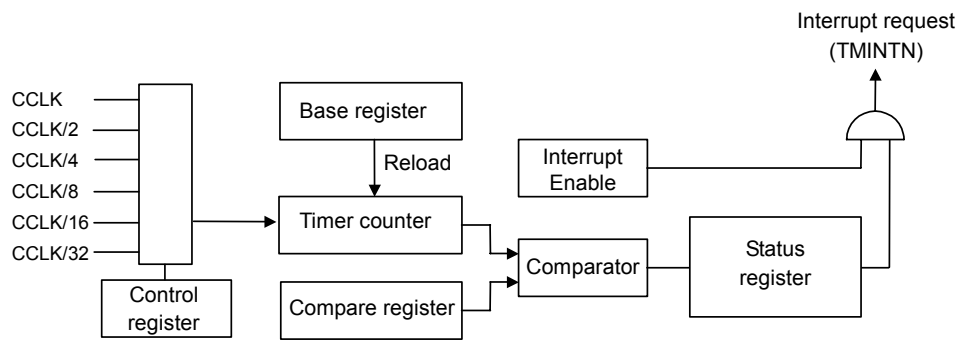 Interrupt request
(TMINTN)
CCLK
CCLK/2
CCLK/4
CCLK/8
CCLK/16
CCLK/32
Control
register
Base register
Reload
Timer counter
Compare register
Interrupt
Enable
Comparator
Status
register